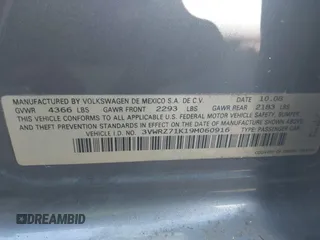 MANUFACTURED BY VOLKSWAGEN DE MEXICO S.A. DE C.V. DATE 10.08
GVWR 4366 LBS GAWR FRONT 2293 LBS GAWR REAR 2183 LBS
THIS VEHICLE CONFORMS TO ALL APPLICABLE U.S. FEDERAL MOTOR VEHICLE SAFETY, BUMPER,
AND THEFT PREVENTION STANDARDS IN EFFECT ON THE DATE OF MANUFACTURE SHOWN ABOVE.
VEHICLE I.D. NO.: 3VWRZ71K19M060916 TYPE: PASSENGER CAR
DREAMBID